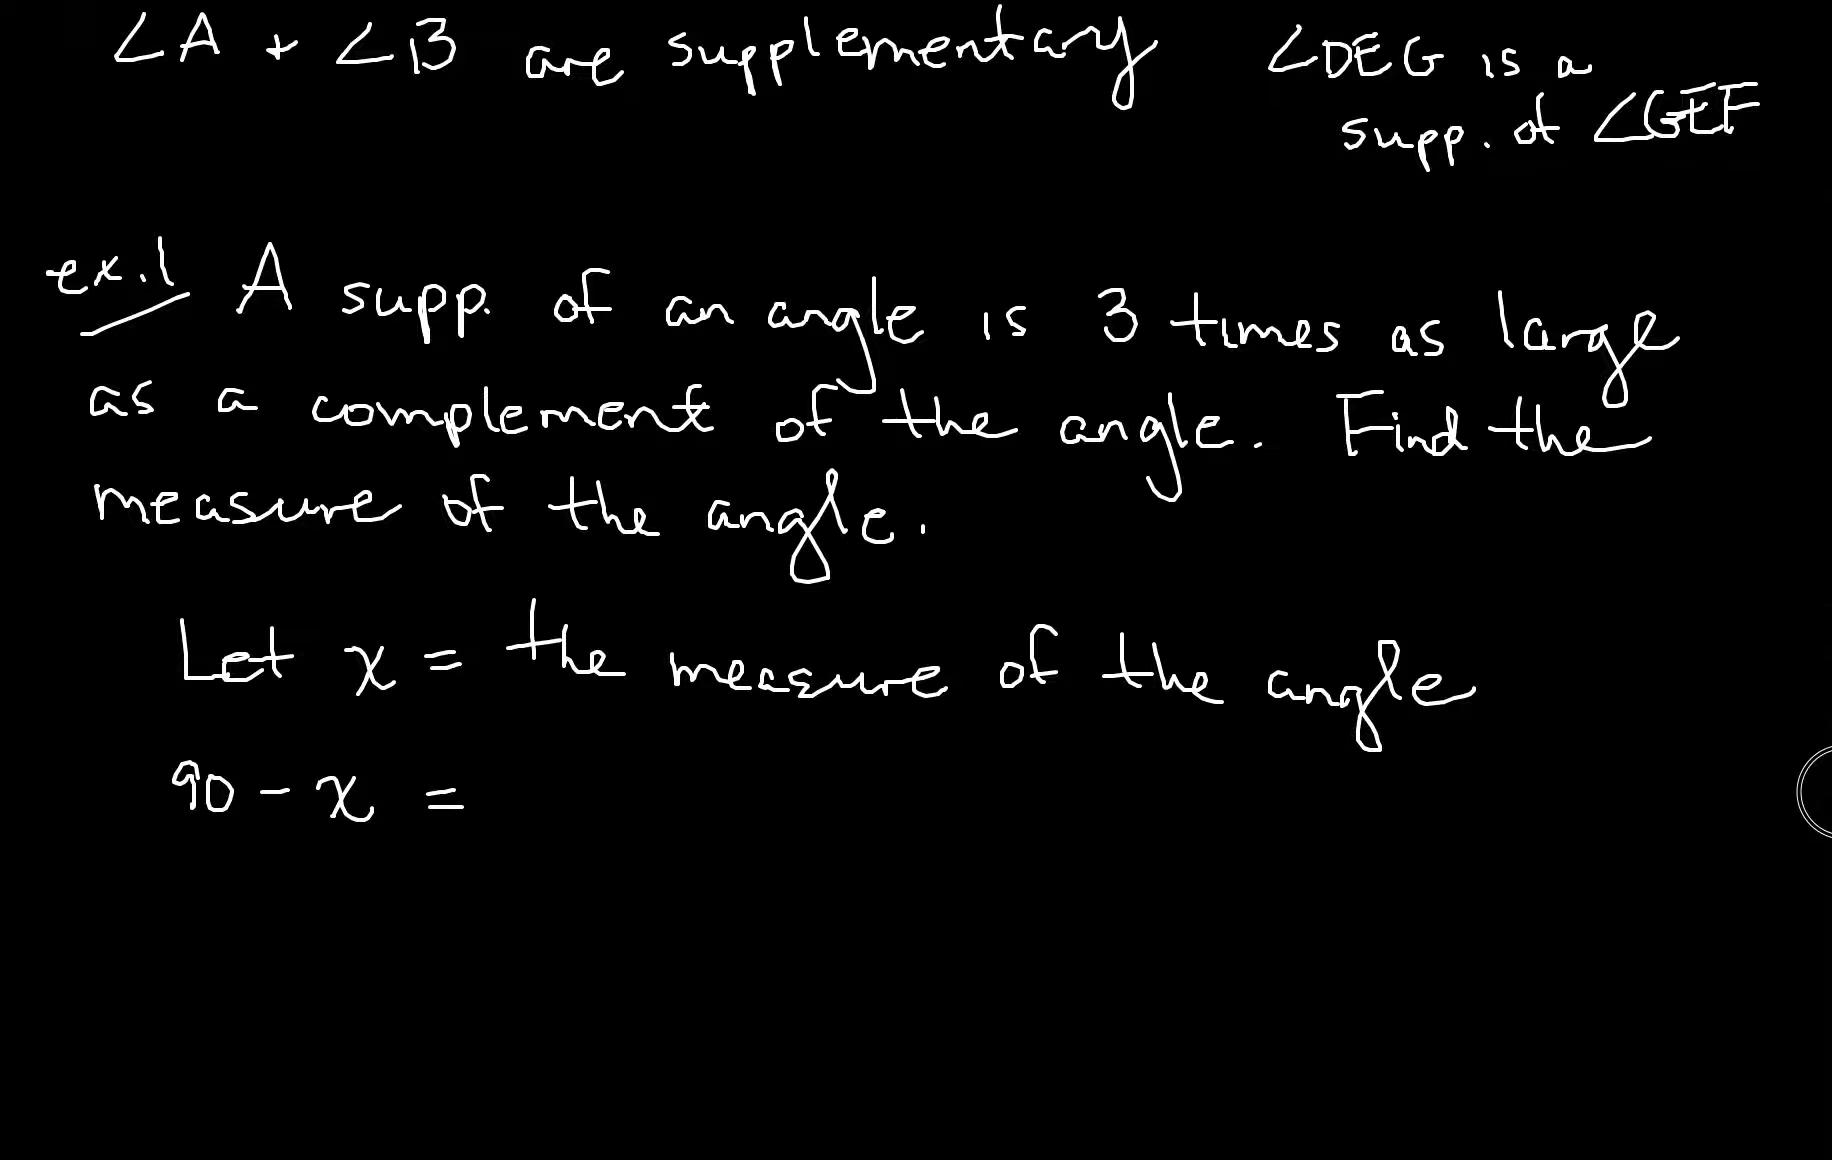 ∠A + ∠B are supplementary
∠DEG is a
supp. of ∠GEF
ex.1 A supp. of an angle is 3 times as large
as a complement of the angle. Find the
measure of the angle.
Let x = the measure of the angle
90 - x =